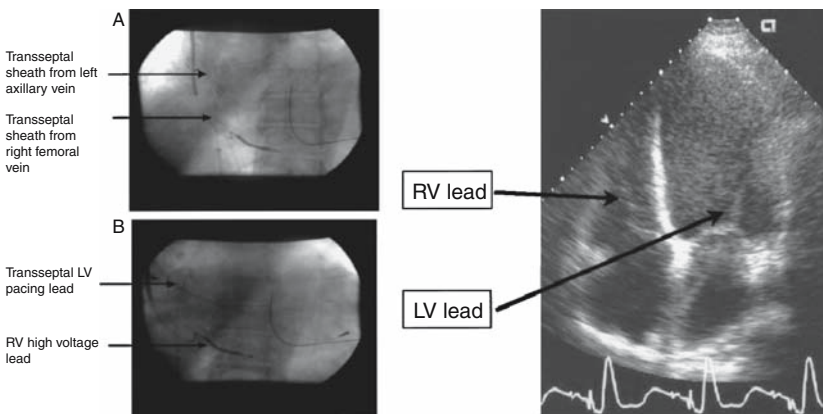 A
Transseptal
sheath from left
axillary vein
Transseptal
sheath from
right femoral
vein
B
Transseptal LV
pacing lead
RV high voltage
lead
RV lead
LV lead